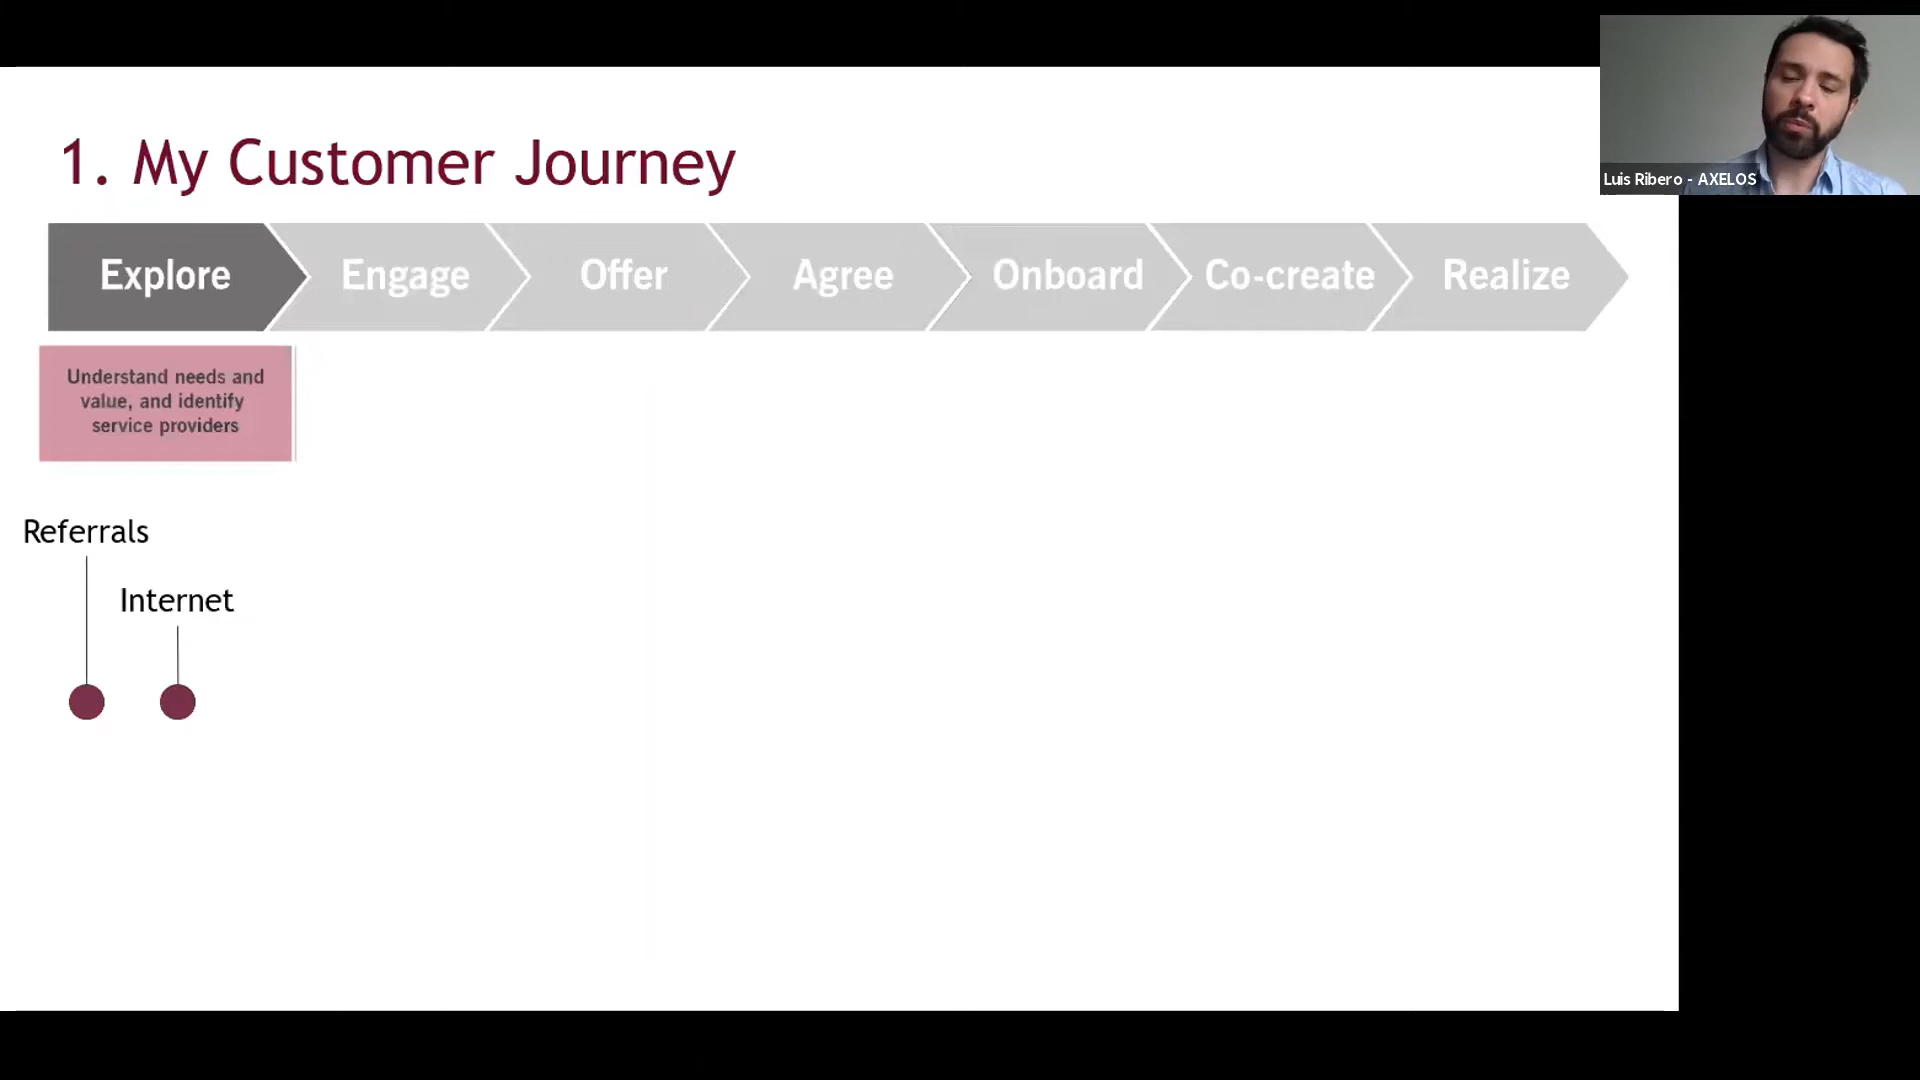 Luis Ribero - AXELOS
1. My Customer Journey
Explore
Engage
Offer
Agree
Onboard
Co-create
Realize
Understand needs and
value, and identify
service providers
Referrals
Internet